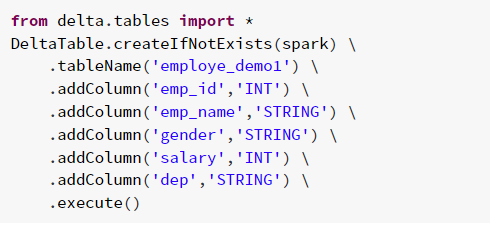 from delta.tables import *
DeltaTable.createIfNotExists(spark) \
    .tableName('employe_demo1') \
    .addColumn('emp_id','INT') \
    .addColumn('emp_name','STRING') \
    .addColumn('gender','STRING') \
    .addColumn('salary','INT') \
    .addColumn('dep','STRING') \
    .execute()